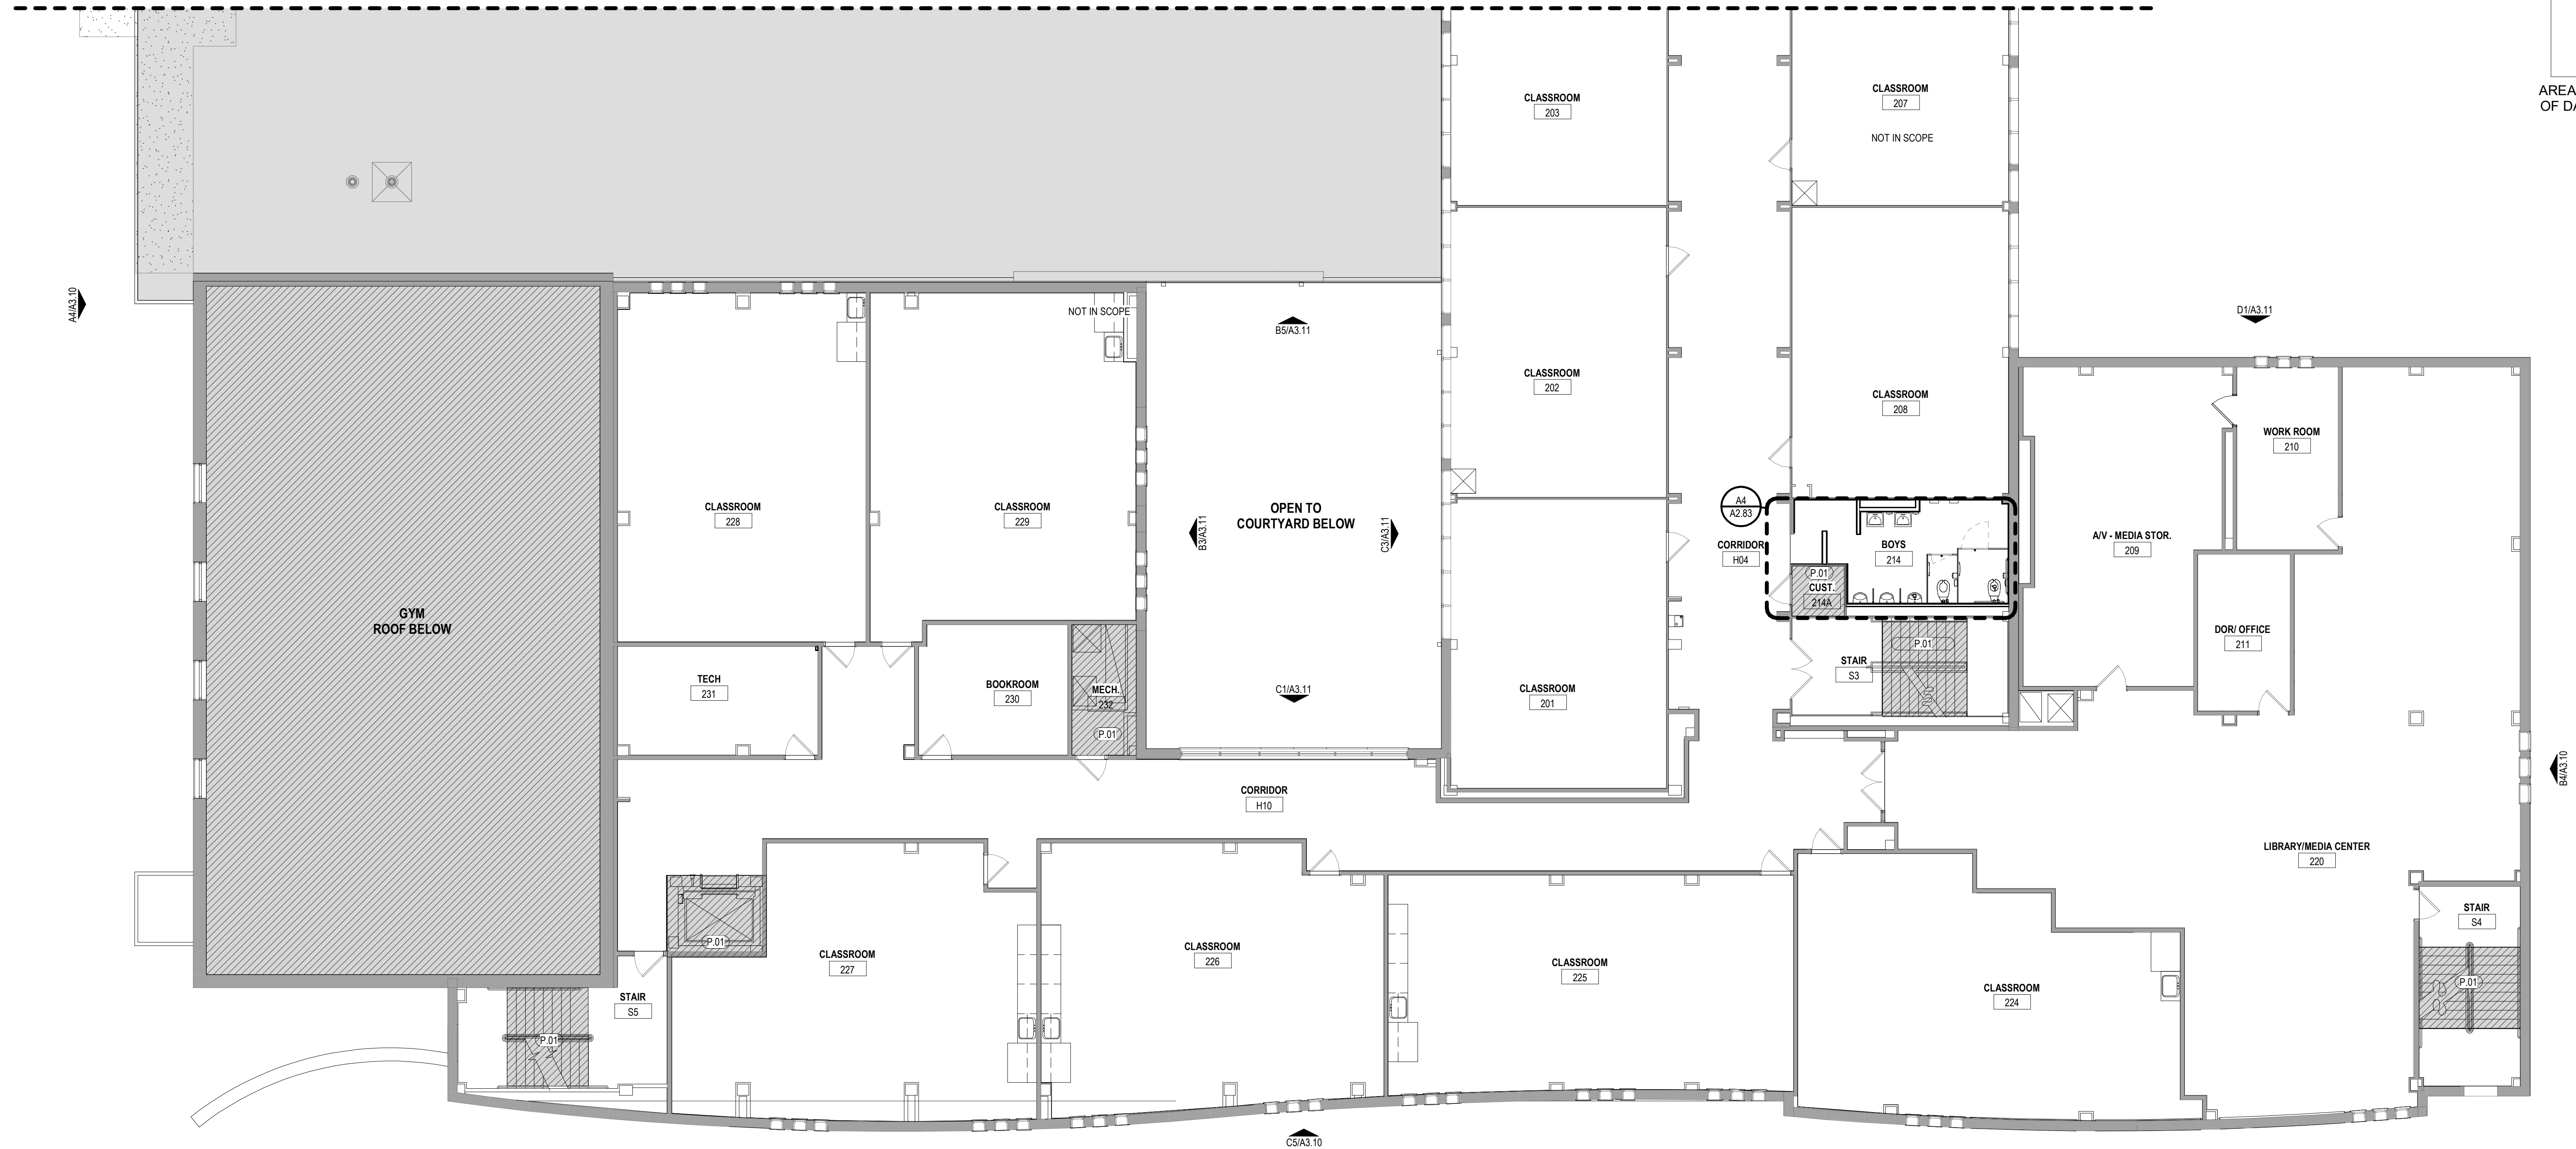 CLASSROOM
203
CLASSROOM
207
NOT IN SCOPE
AREA
OF DA
A4/A3.10
NOT IN SCOPE
B5/A3.11
D1/A3.11
CLASSROOM
202
CLASSROOM
208
WORK ROOM
210
CLASSROOM
228
CLASSROOM
229
OPEN TO
COURTYARD BELOW
B3/A3.11
C3/A3.11
A4
A2.83
CORRIDOR
H04
BOYS
214
A/V - MEDIA STOR.
209
P.01
CUST.
214A
GYM
ROOF BELOW
DOR/ OFFICE
211
P.01
STAIR
S3
TECH
231
BOOKROOM
230
MECH.
232
P.01
C1/A3.11
CLASSROOM
201
B4/A3.10
CORRIDOR
H10
LIBRARY/MEDIA CENTER
220
STAIR
S4
P.01
P.01
CLASSROOM
227
CLASSROOM
226
CLASSROOM
225
CLASSROOM
224
STAIR
S5
P.01
C5/A3.10